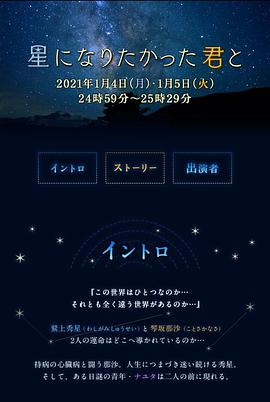 星になりたかった君と
2021年1月4日(月)・1月5日(火)
24時59分～25時29分
イントロ
ストーリー
出演者
イントロ
『この世界はひとつなのか…
それとも全く違う世界があるのか…』
鷲上秀星(わしがみしゅうせい)と 琴坂那沙(ことさかなさ)
2人の運命はどこへ導かれているのか…
持病の心臓病と闘う那沙。人生につまづき迷い続ける秀星。
そして、ある日謎の青年・ナユタは二人の前に現れる。